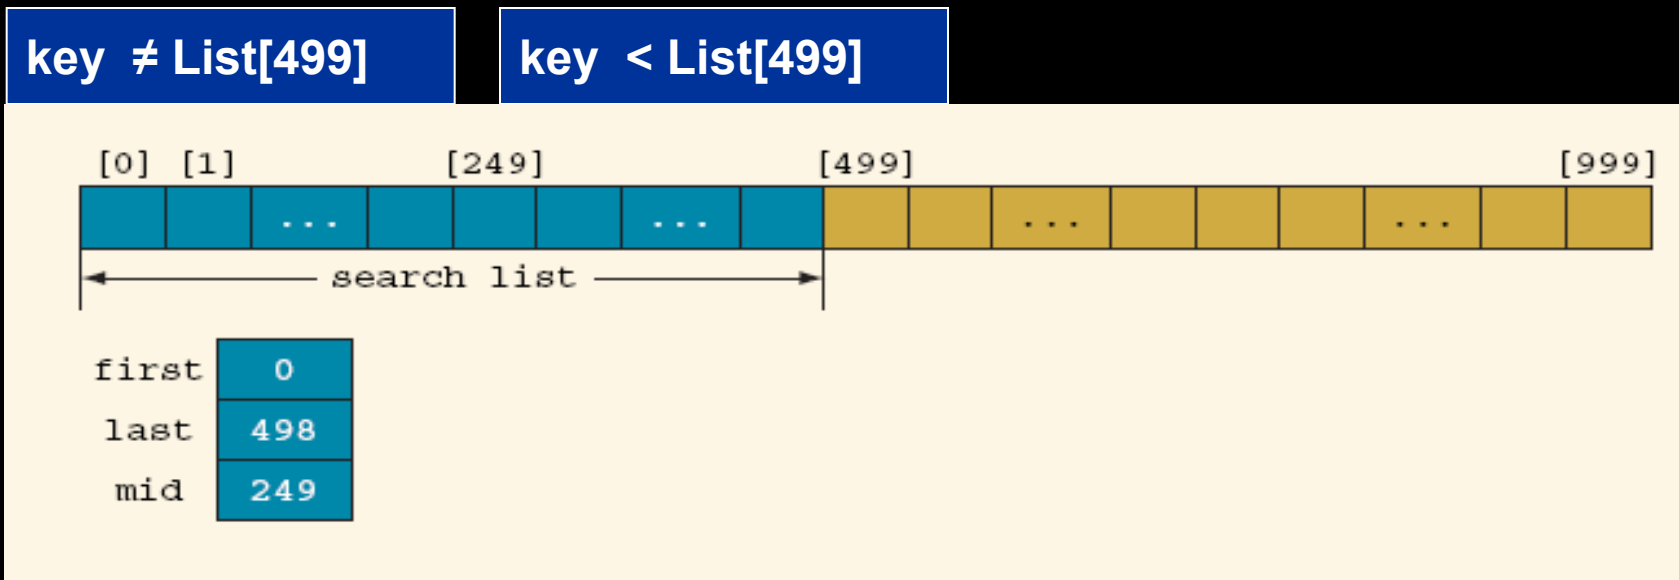 key ≠ List[499]
key < List[499]
[0] [1] [249] [499] [999]
... ... ... ...
search list
first 0
last 498
mid 249